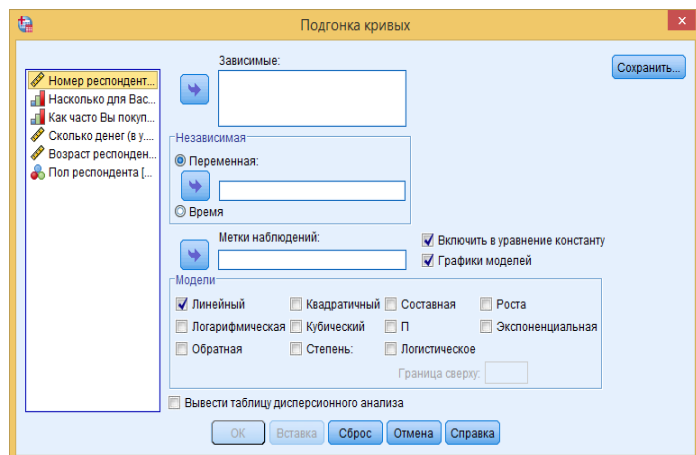 Подгонка кривых
Зависимые:
Сохранить...
Номер респондент...
Насколько для Вас...
Как часто Вы покуп...
Сколько денег (в у....
Возраст респонден...
Пол респондента [...
Независимая
Переменная:
Время
Метки наблюдений:
Включить в уравнение константу
Графики моделей
Модели
Линейный Квадратичный Составная Роста
Логарифмическая Кубический П Экспоненциальная
Обратная Степень: Логистическое
Граница сверху:
Вывести таблицу дисперсионного анализа
ОК Вставка Сброс Отмена Справка